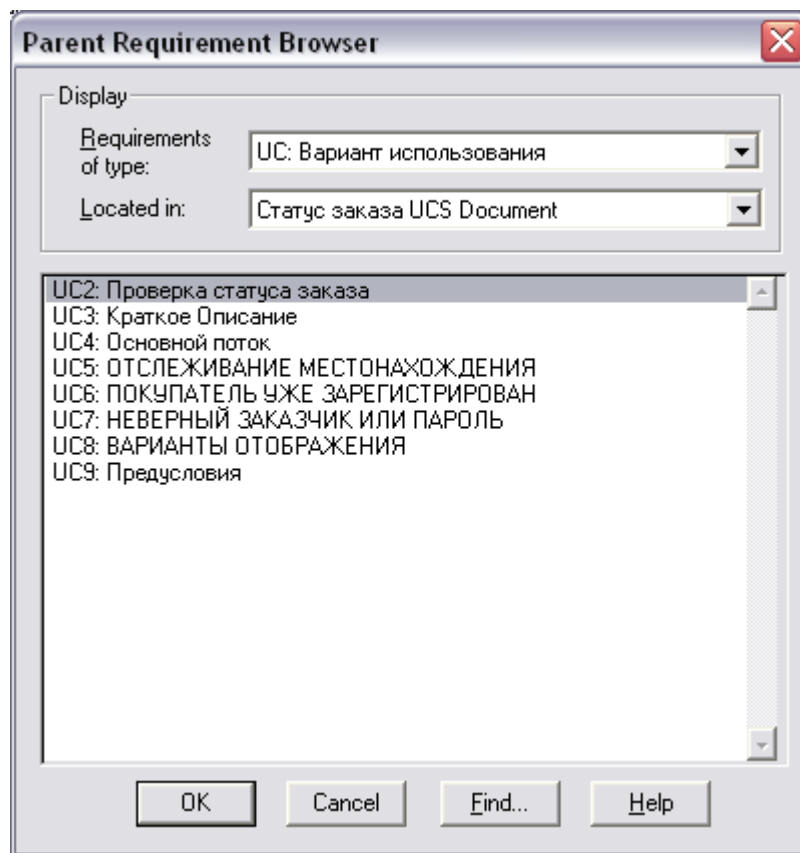 Parent Requirement Browser
Display
Requirements
of type:
UC: Вариант использования
Located in:
Статус заказа UCS Document
UC2: Проверка статуса заказа
UC3: Краткое Описание
UC4: Основной поток
UC5: ОТСЛЕЖИВАНИЕ МЕСТОНАХОЖДЕНИЯ
UC6: ПОКУПАТЕЛЬ УЖЕ ЗАРЕГИСТРИРОВАН
UC7: НЕВЕРНЫЙ ЗАКАЗЧИК ИЛИ ПАРОЛЬ
UC8: ВАРИАНТЫ ОТОБРАЖЕНИЯ
UC9: Предусловия
OK Cancel Find... Help